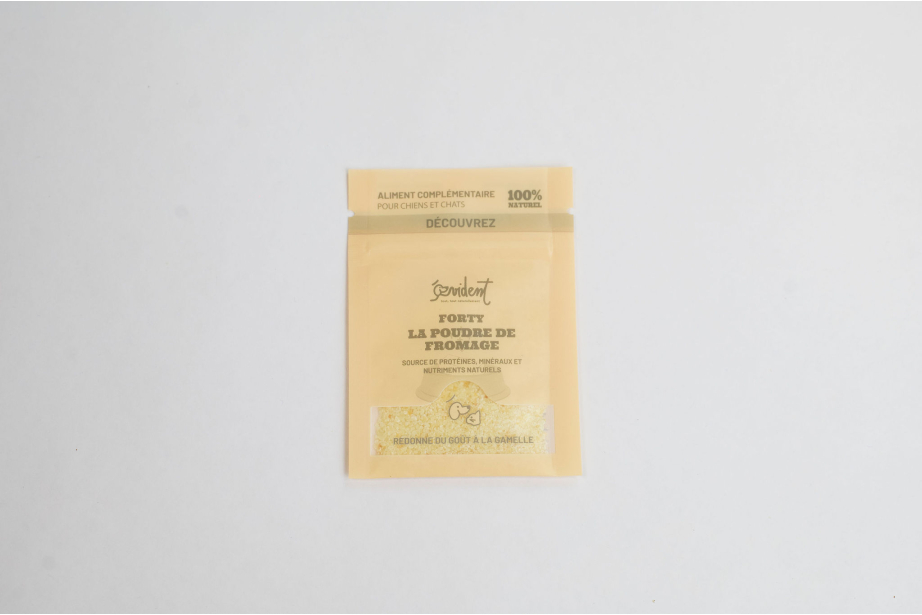 ALIMENT COMPLÉMENTAIRE
POUR CHIENS ET CHATS
100%
NATUREL
DÉCOUVREZ
FORTY
LA POUDRE DE
FROMAGE
SOURCE DE PROTÉINES, MINÉRAUX ET
NUTRIMENTS NATURELS
REDONNE DU GOÛT À LA GAMELLE